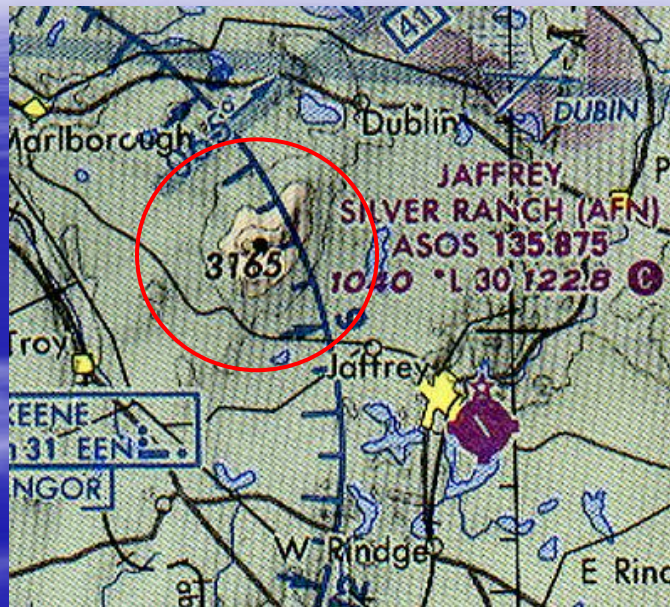 41
Dublin
DUBIN
Marlborough
JAFFREY
SILVER RANCH (AFN)
ASOS 135.875
1040 *L 30 122.8 C
3165
Troy
Jaffrey
KEENE
31 EEN
NGOR
W Rindge
E Rind